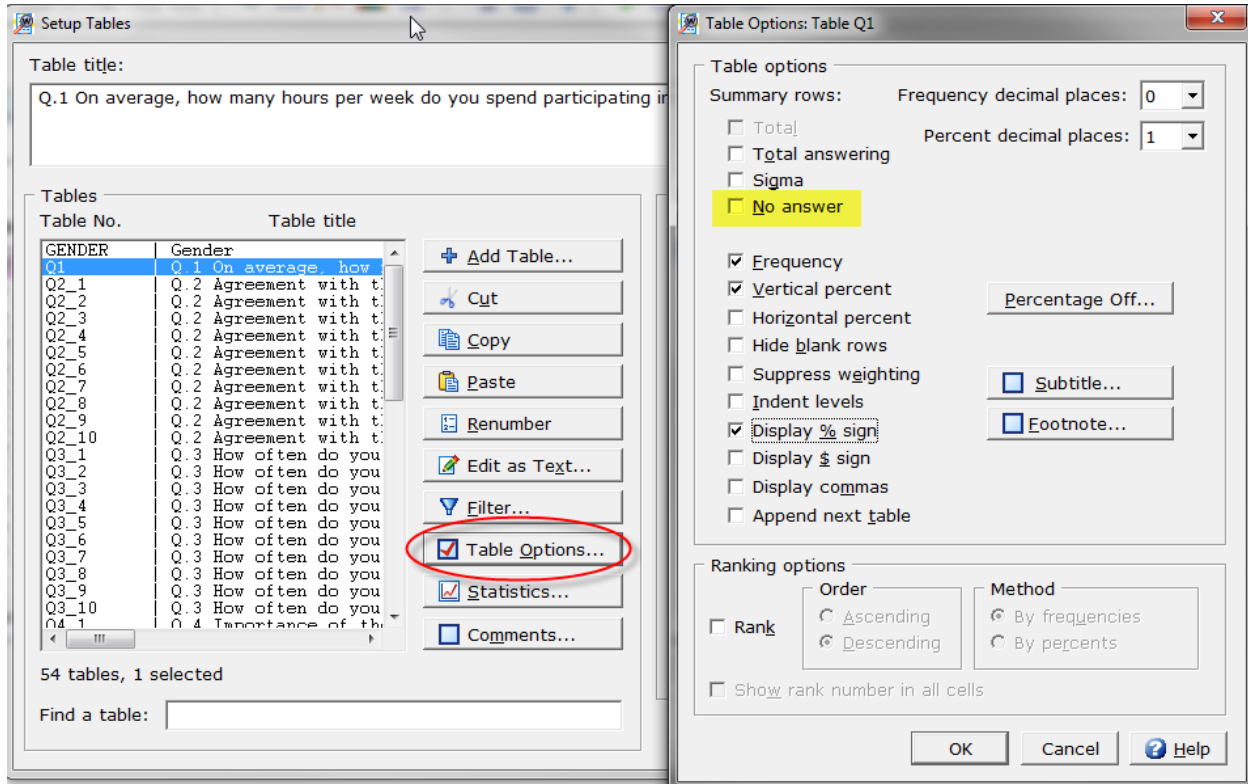 Setup Tables
Table title:
Q.1 On average, how many hours per week do you spend participating in
Tables
Table No. Table title
GENDER | Gender
Q1 | Q.1 On average, how
Q2_1 | Q.2 Agreement with t
Q2_2 | Q.2 Agreement with t
Q2_3 | Q.2 Agreement with t
Q2_4 | Q.2 Agreement with t
Q2_5 | Q.2 Agreement with t
Q2_6 | Q.2 Agreement with t
Q2_7 | Q.2 Agreement with t
Q2_8 | Q.2 Agreement with t
Q2_9 | Q.2 Agreement with t
Q2_10 | Q.2 Agreement with t
Q3_1 | Q.3 How often do you
Q3_2 | Q.3 How often do you
Q3_3 | Q.3 How often do you
Q3_4 | Q.3 How often do you
Q3_5 | Q.3 How often do you
Q3_6 | Q.3 How often do you
Q3_7 | Q.3 How often do you
Q3_8 | Q.3 How often do you
Q3_9 | Q.3 How often do you
Q3_10 | Q.3 How often do you
Q4_1 | Q.4 Importance of th
Add Table...
Cut
Copy
Paste
Renumber
Edit as Text...
Filter...
Table Options...
Statistics...
Comments...
54 tables, 1 selected
Find a table:
Table Options: Table Q1
Table options
Summary rows: Frequency decimal places: 0
Total
Percent decimal places: 1
Total answering
Sigma
No answer
Frequency
Vertical percent
Percentage Off...
Horizontal percent
Hide blank rows
Suppress weighting
Subtitle...
Indent levels
Footnote...
Display % sign
Display $ sign
Display commas
Append next table
Ranking options
Order Method
Rank
Ascending By frequencies
Descending By percents
Show rank number in all cells
OK Cancel Help